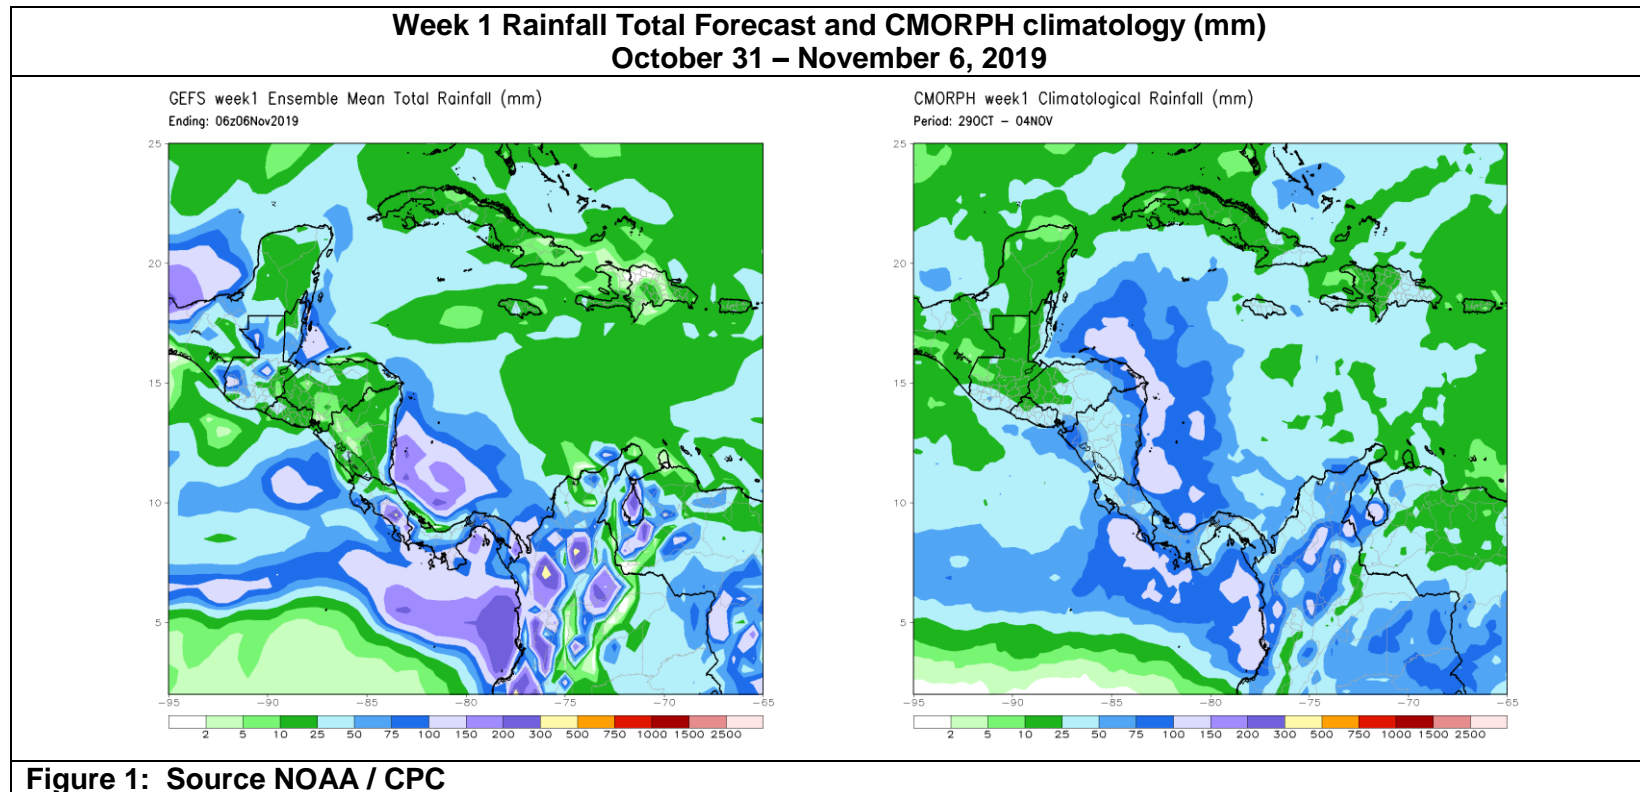 Week 1 Rainfall Total Forecast and CMORPH climatology (mm)
October 31 – November 6, 2019
GEFS week1 Ensemble Mean Total Rainfall (mm)
Ending: 06z06Nov2019
25
20
15
10
5
-95 -90 -85 -80 -75 -70 -65
2 5 10 25 50 75 100 150 200 300 500 750 1000 1500 2500
CMORPH week1 Climatological Rainfall (mm)
Period: 29OCT – 04NOV
25
20
15
10
5
-95 -90 -85 -80 -75 -70 -65
2 5 10 25 50 75 100 150 200 300 500 750 1000 1500 2500
Figure 1: Source NOAA / CPC